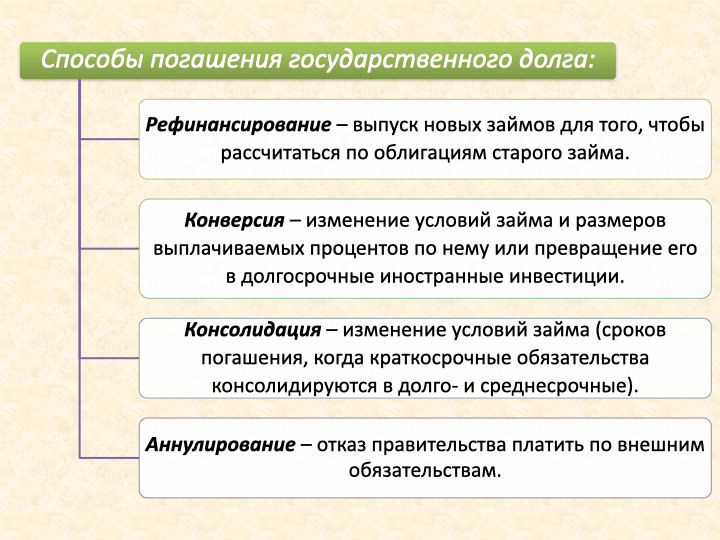 Способы погашения государственного долга:
Рефинансирование – выпуск новых займов для того, чтобы
рассчитаться по облигациям старого займа.
Конверсия – изменение условий займа и размеров
выплачиваемых процентов по нему или превращение его
в долгосрочные иностранные инвестиции.
Консолидация – изменение условий займа (сроков
погашения, когда краткосрочные обязательства
консолидируются в долго- и среднесрочные).
Аннулирование – отказ правительства платить по внешним
обязательствам.